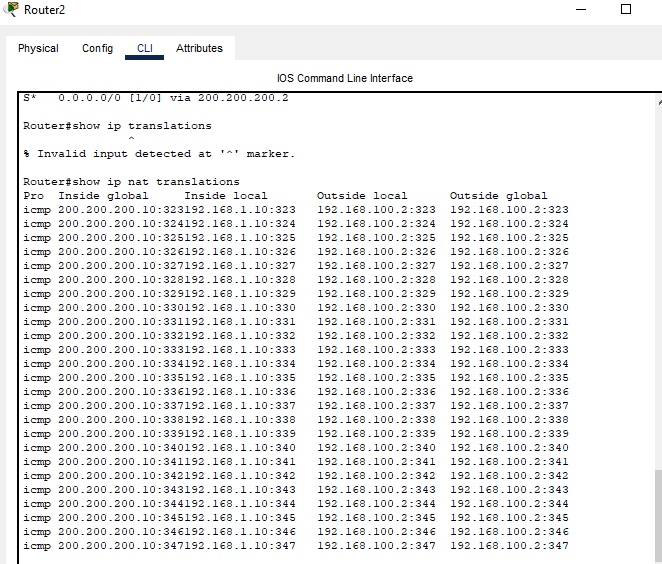 Router2
Physical Config CLI Attributes
IOS Command Line Interface
S* 0.0.0.0/0 [1/0] via 200.200.200.2
Router#show ip translations
^
% Invalid input detected at '^' marker.
Router#show ip nat translations
Pro Inside global Inside local Outside local Outside global
icmp 200.200.200.10:323192.168.1.10:323 192.168.100.2:323 192.168.100.2:323
icmp 200.200.200.10:324192.168.1.10:324 192.168.100.2:324 192.168.100.2:324
icmp 200.200.200.10:325192.168.1.10:325 192.168.100.2:325 192.168.100.2:325
icmp 200.200.200.10:326192.168.1.10:326 192.168.100.2:326 192.168.100.2:326
icmp 200.200.200.10:327192.168.1.10:327 192.168.100.2:327 192.168.100.2:327
icmp 200.200.200.10:328192.168.1.10:328 192.168.100.2:328 192.168.100.2:328
icmp 200.200.200.10:329192.168.1.10:329 192.168.100.2:329 192.168.100.2:329
icmp 200.200.200.10:330192.168.1.10:330 192.168.100.2:330 192.168.100.2:330
icmp 200.200.200.10:331192.168.1.10:331 192.168.100.2:331 192.168.100.2:331
icmp 200.200.200.10:332192.168.1.10:332 192.168.100.2:332 192.168.100.2:332
icmp 200.200.200.10:333192.168.1.10:333 192.168.100.2:333 192.168.100.2:333
icmp 200.200.200.10:334192.168.1.10:334 192.168.100.2:334 192.168.100.2:334
icmp 200.200.200.10:335192.168.1.10:335 192.168.100.2:335 192.168.100.2:335
icmp 200.200.200.10:336192.168.1.10:336 192.168.100.2:336 192.168.100.2:336
icmp 200.200.200.10:337192.168.1.10:337 192.168.100.2:337 192.168.100.2:337
icmp 200.200.200.10:338192.168.1.10:338 192.168.100.2:338 192.168.100.2:338
icmp 200.200.200.10:339192.168.1.10:339 192.168.100.2:339 192.168.100.2:339
icmp 200.200.200.10:340192.168.1.10:340 192.168.100.2:340 192.168.100.2:340
icmp 200.200.200.10:341192.168.1.10:341 192.168.100.2:341 192.168.100.2:341
icmp 200.200.200.10:342192.168.1.10:342 192.168.100.2:342 192.168.100.2:342
icmp 200.200.200.10:343192.168.1.10:343 192.168.100.2:343 192.168.100.2:343
icmp 200.200.200.10:344192.168.1.10:344 192.168.100.2:344 192.168.100.2:344
icmp 200.200.200.10:345192.168.1.10:345 192.168.100.2:345 192.168.100.2:345
icmp 200.200.200.10:346192.168.1.10:346 192.168.100.2:346 192.168.100.2:346
icmp 200.200.200.10:347192.168.1.10:347 192.168.100.2:347 192.168.100.2:347